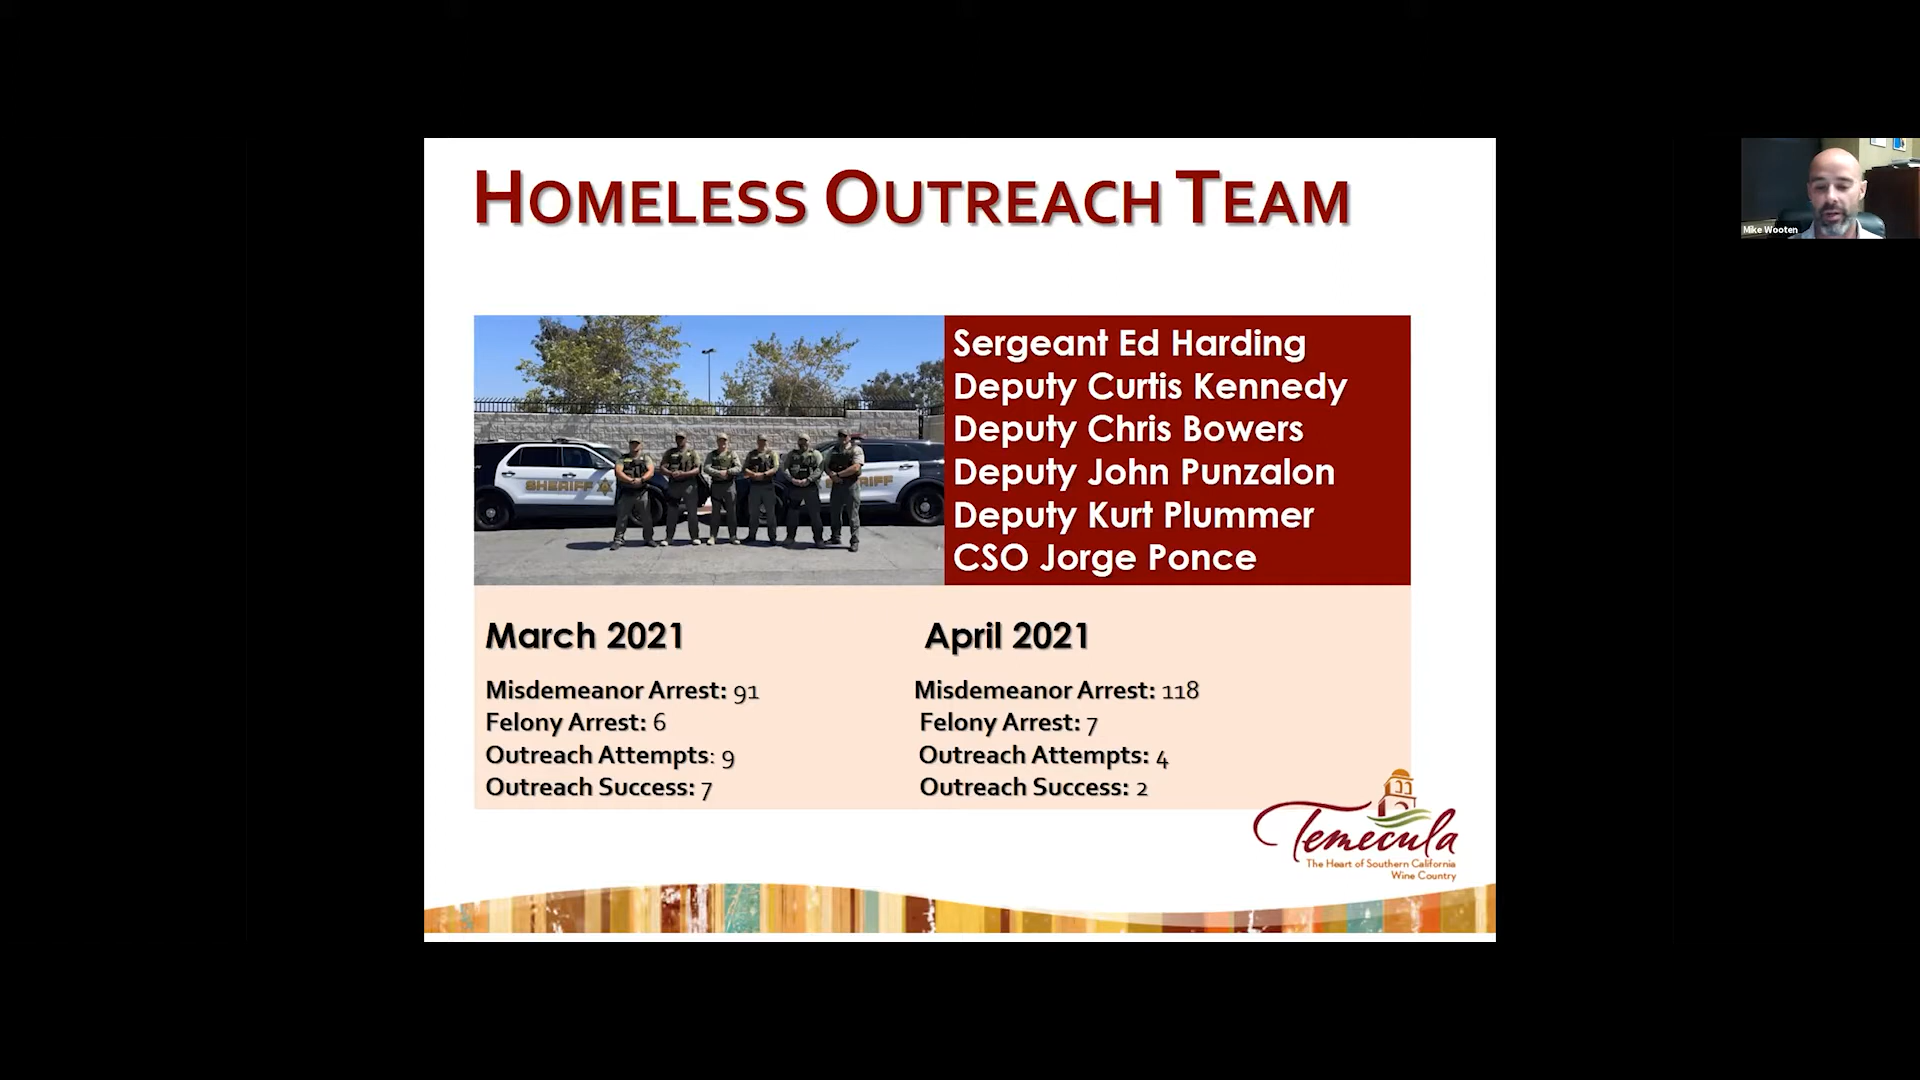 HOMELESS OUTREACH TEAM
Mike Wooten
SHERIFF
SHERIFF
Sergeant Ed Harding
Deputy Curtis Kennedy
Deputy Chris Bowers
Deputy John Punzalon
Deputy Kurt Plummer
CSO Jorge Ponce
March 2021
Misdemeanor Arrest: 91
Felony Arrest: 6
Outreach Attempts: 9
Outreach Success: 7
April 2021
Misdemeanor Arrest: 118
Felony Arrest: 7
Outreach Attempts: 4
Outreach Success: 2
Temecula
The Heart of Southern California
Wine Country